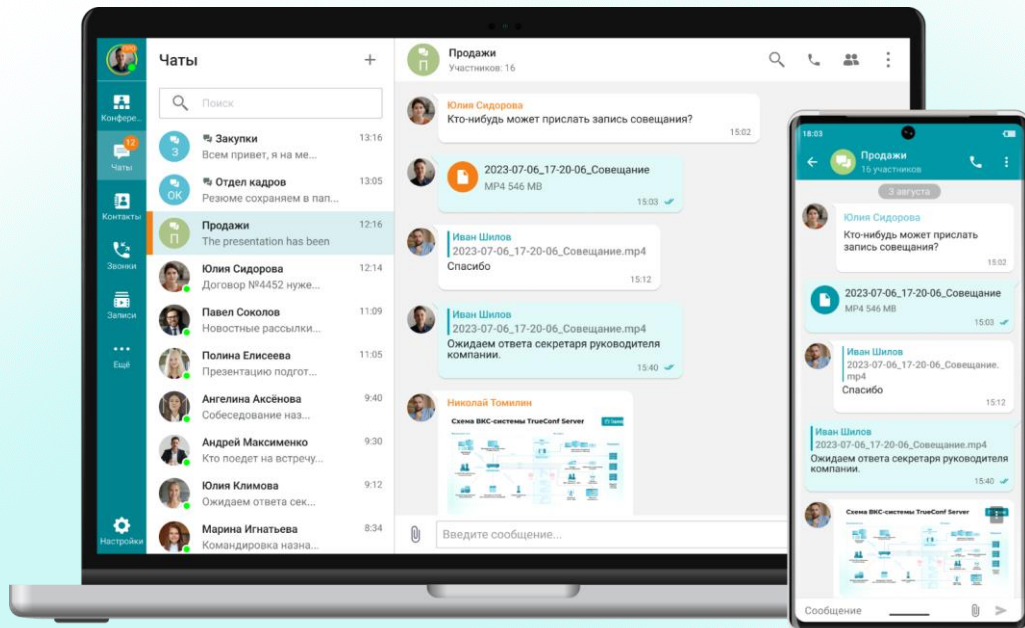 PRO
Конфере...
12
Чаты
Контакты
Звонки
Записи
Ещё
Настройки
Чаты
Поиск
З
Закупки
13:16
Всем привет, я на ме...
ОК
Отдел кадров
13:05
Резюме сохраняем в пап...
П
Продажи
12:16
The presentation has been
Юлия Сидорова
12:14
Договор №4452 нуже...
Павел Соколов
11:09
Новостные рассылки...
Полина Елисеева
11:05
Презентацию подгот...
Ангелина Аксёнова
9:40
Собеседование наз...
Андрей Максименко
9:30
Кто поедет на встречу...
Юлия Климова
9:12
Ожидаем ответа сек...
Марина Игнатьева
8:34
Командировка назна...
П
Продажи
Участников: 16
Юлия Сидорова
Кто-нибудь может прислать запись совещания?
15:02
2023-07-06_17-20-06_Совещание
MP4 546 MB
15:03
Иван Шилов
2023-07-06_17-20-06_Совещание.mp4
Спасибо
15:12
Иван Шилов
2023-07-06_17-20-06_Совещание.mp4
Ожидаем ответа секретаря руководителя
компании.
15:40
Николай Томилин
Схема ВКС-системы TrueConf Server
Введите сообщение...
18:03
Продажи
16 участников
3 августа
Юлия Сидорова
Кто-нибудь может прислать
запись совещания?
15:02
2023-07-06_17-20-06_Совещание
MP4 546 MB
15:03
Иван Шилов
2023-07-06_17-20-06_Совещание.
mp4
Спасибо
15:12
Иван Шилов
2023-07-06_17-20-06_Совещание.mp4
Ожидаем ответа секретаря руководителя
компании.
15:40
Схема ВКС-системы TrueConf Server
Сообщение